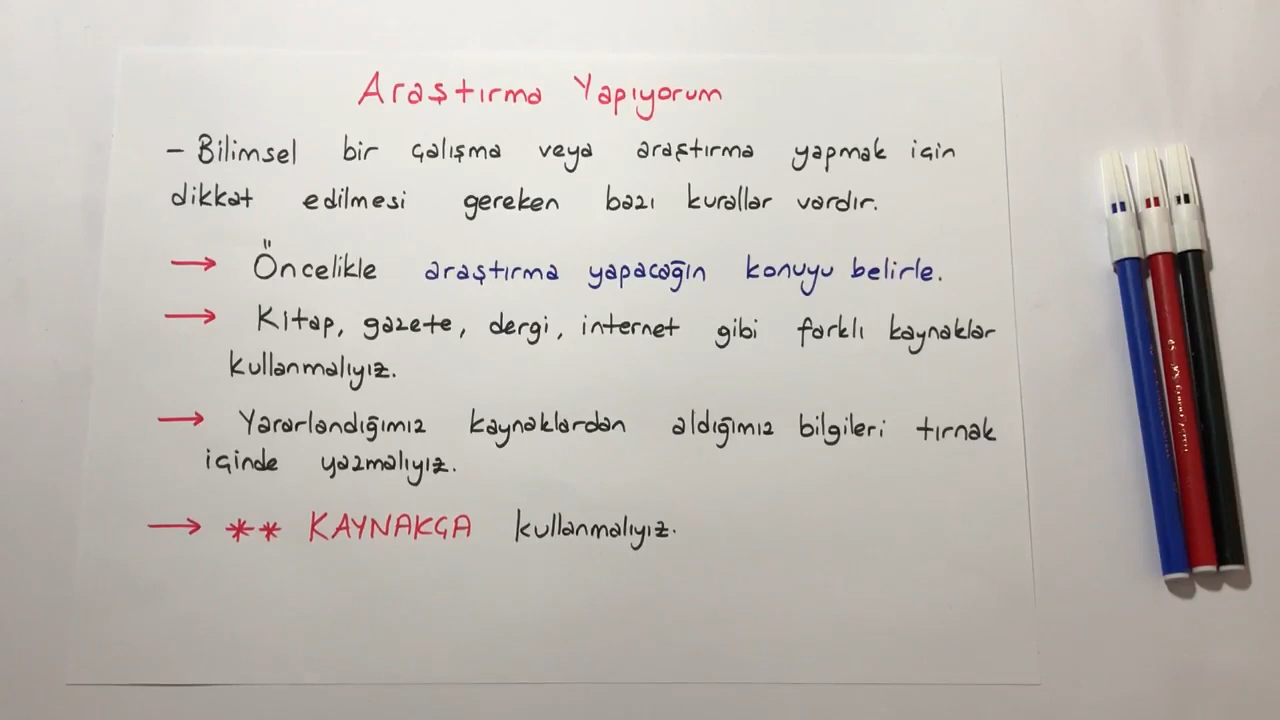 Araştırma Yapıyorum
- Bilimsel bir çalışma veya araştırma yapmak için
dikkat edilmesi gereken bazı kurallar vardır.
→ Öncelikle araştırma yapacağın konuyu belirle.
→ Kitap, gazete, dergi, internet gibi farklı kaynaklar
kullanmalıyız.
→ Yararlandığımız kaynaklardan aldığımız bilgileri tırnak
içinde yazmalıyız.
→ ** KAYNAKÇA kullanmalıyız.